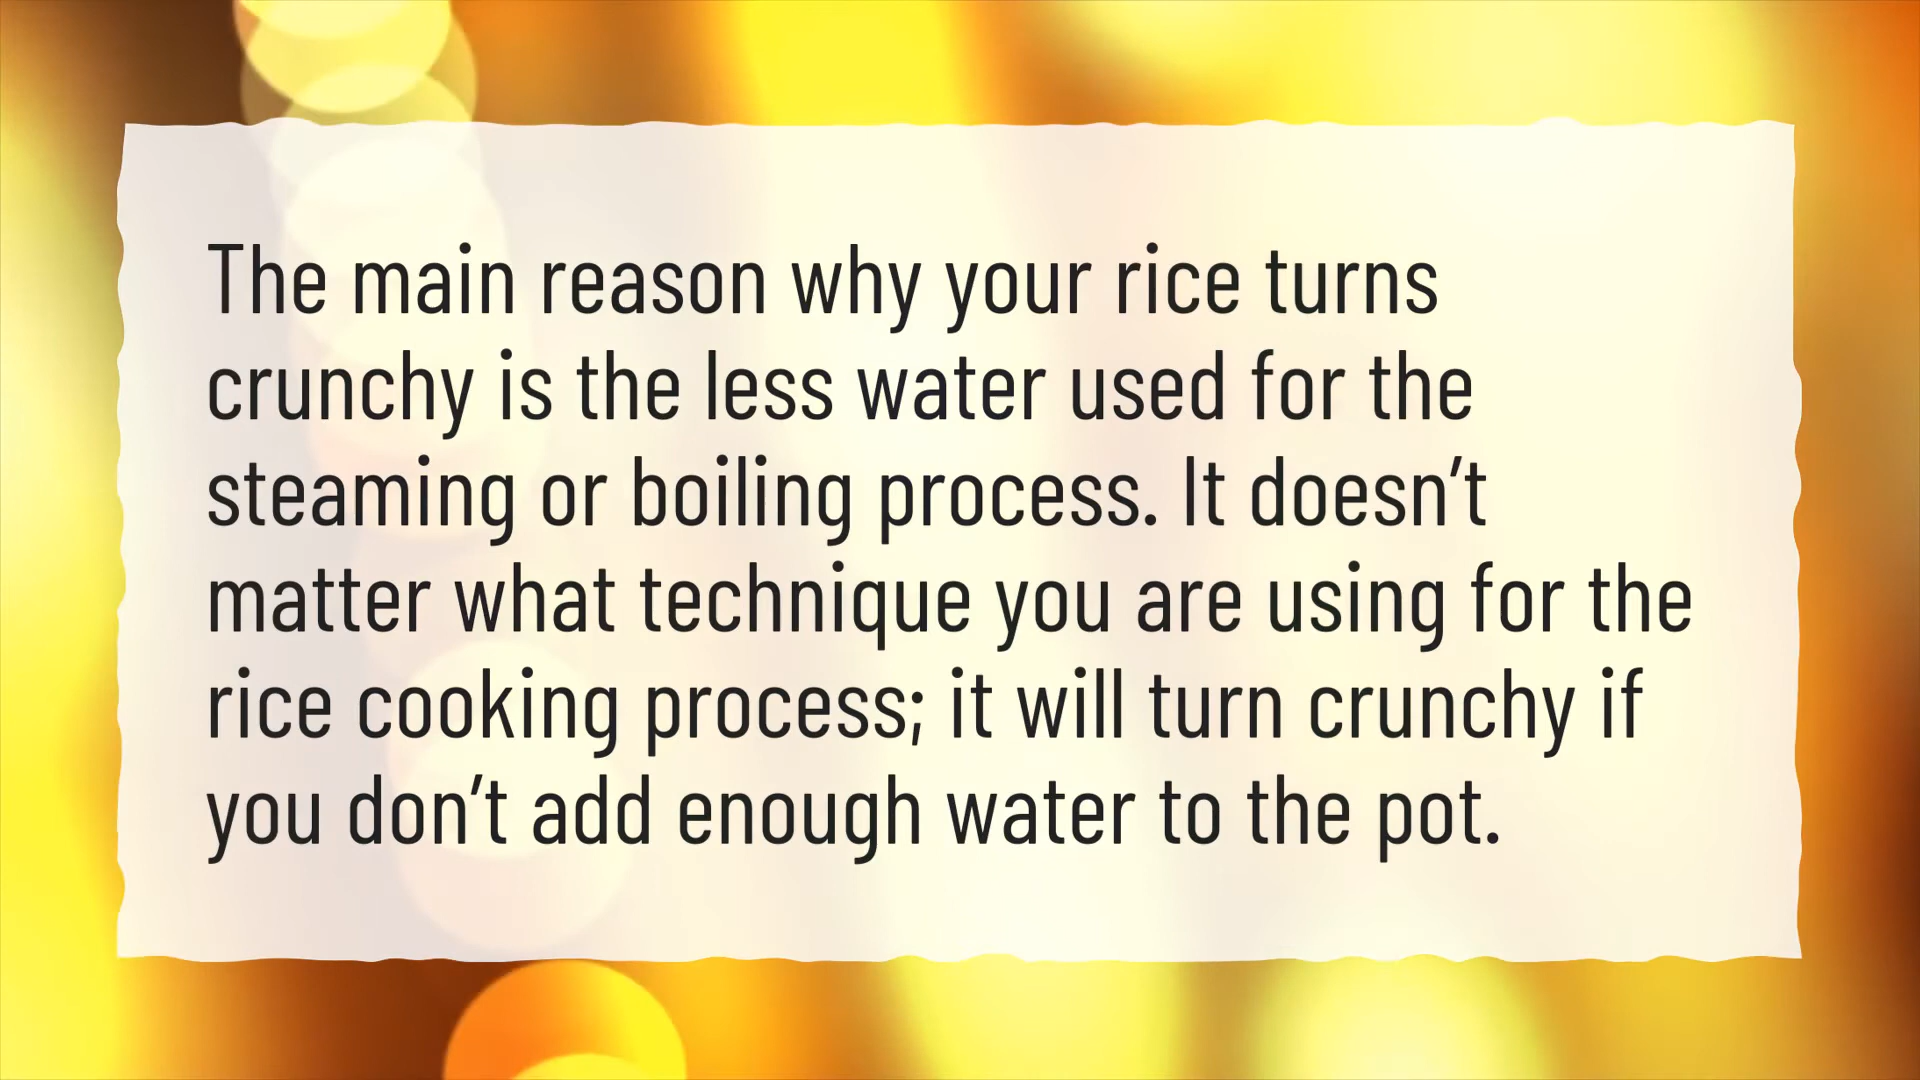 The main reason why your rice turns
crunchy is the less water used for the
steaming or boiling process. It doesn’t
matter what technique you are using for the
rice cooking process; it will turn crunchy if
you don’t add enough water to the pot.